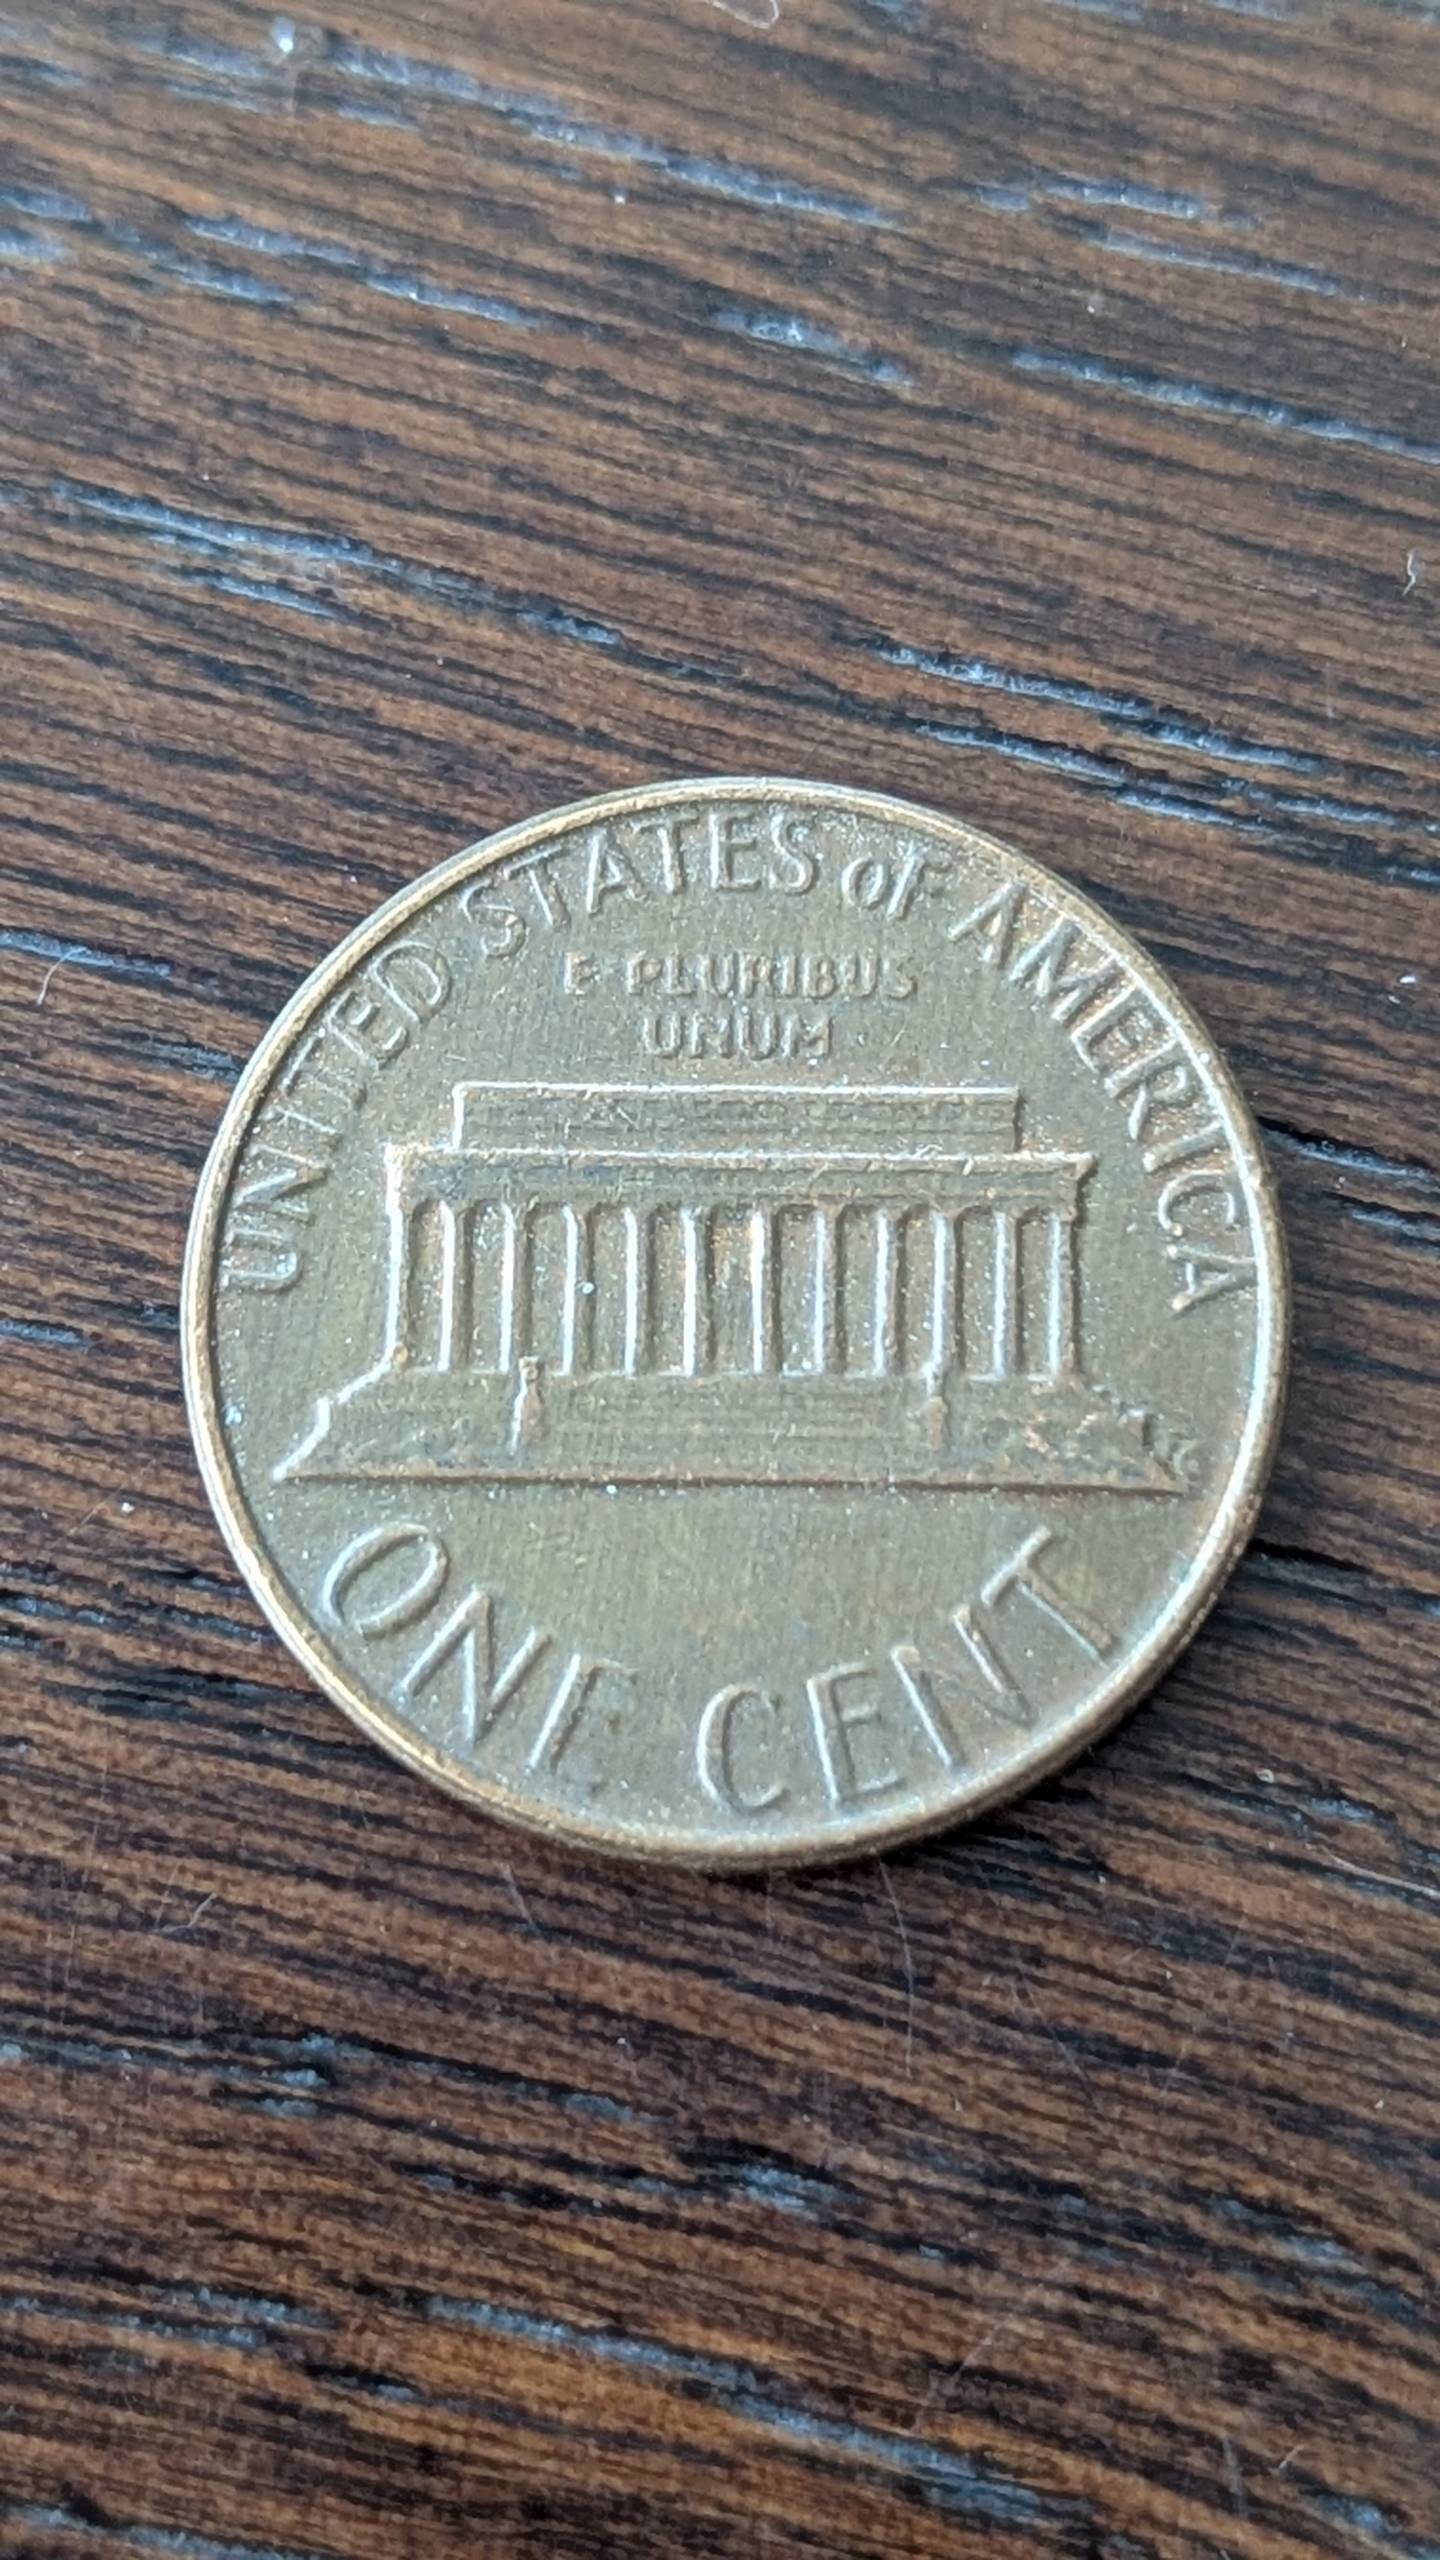 UNITED STATES of AMERICA
E PLURIBUS
UNUM
ONE CENT